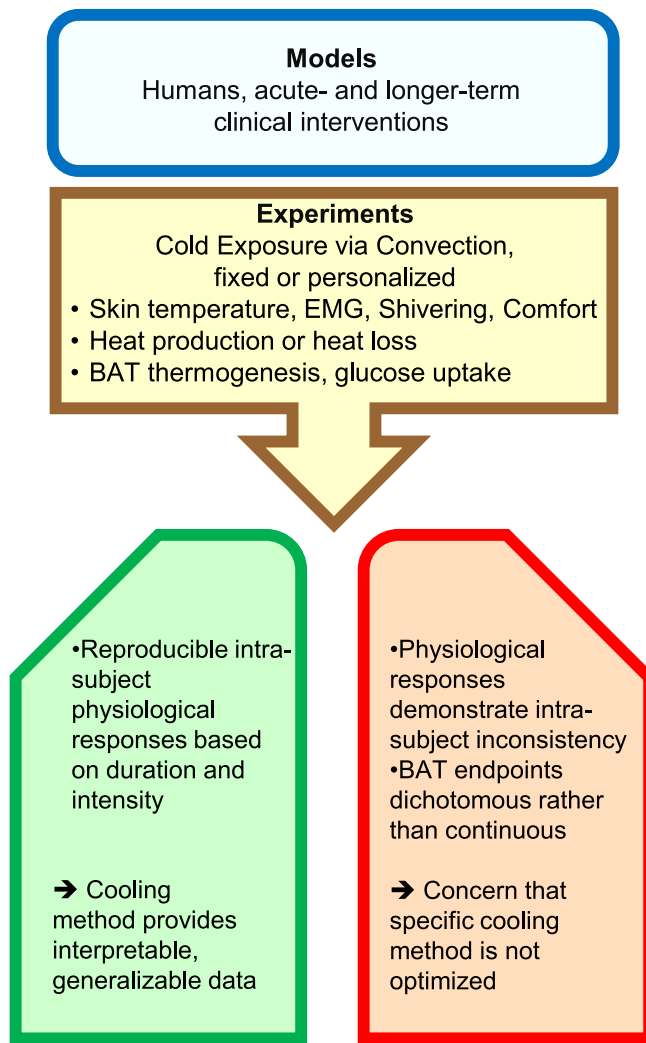 Models
Humans, acute- and longer-term
clinical interventions
Experiments
Cold Exposure via Convection,
fixed or personalized
• Skin temperature, EMG, Shivering, Comfort
• Heat production or heat loss
• BAT thermogenesis, glucose uptake
•Reproducible intra-
subject
physiological
responses based
on duration and
intensity
➔ Cooling
method provides
interpretable,
generalizable data
•Physiological
responses
demonstrate intra-
subject inconsistency
•BAT endpoints
dichotomous rather
than continuous
➔ Concern that
specific cooling
method is not
optimized